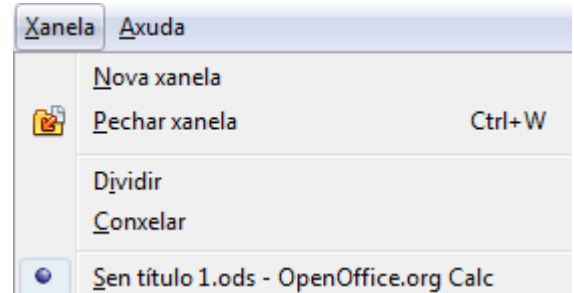 Xanela Axuda
Nova xanela
Pechar xanela Ctrl+W
Dividir
Conxelar
Sen título 1.ods - OpenOffice.org Calc